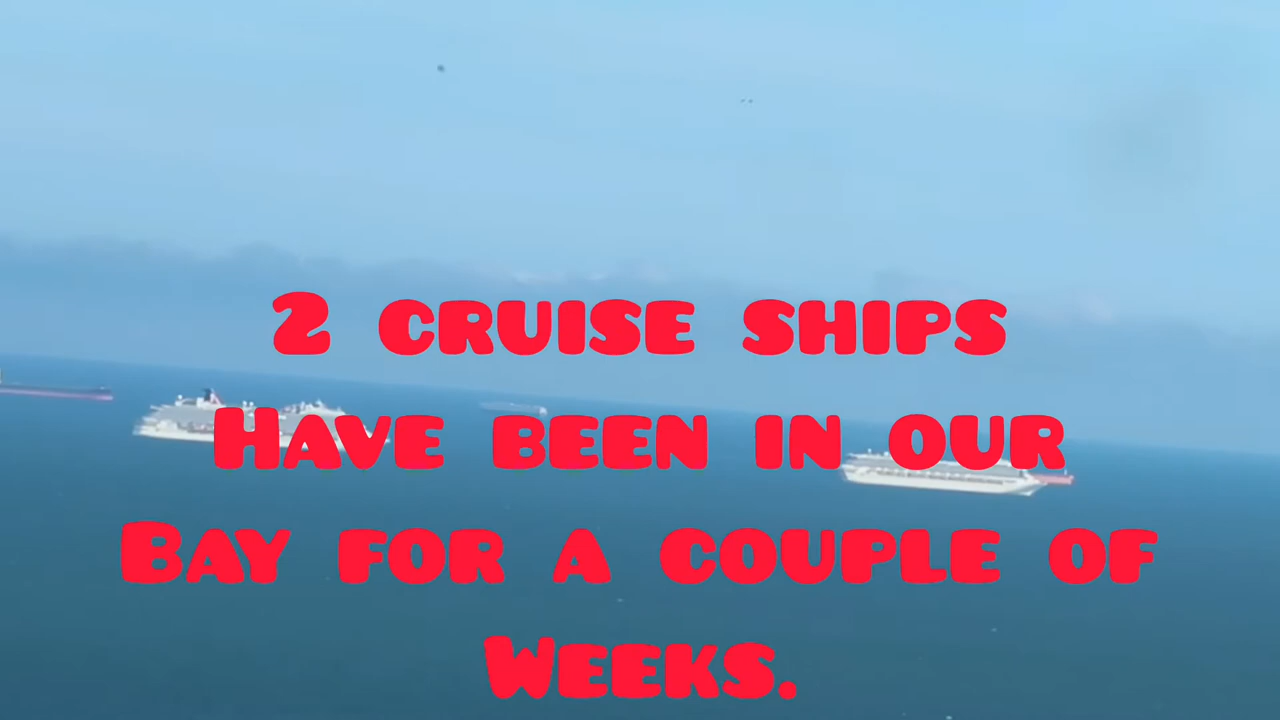 2 cruise ships
Have been in our
Bay for a couple of
Weeks.